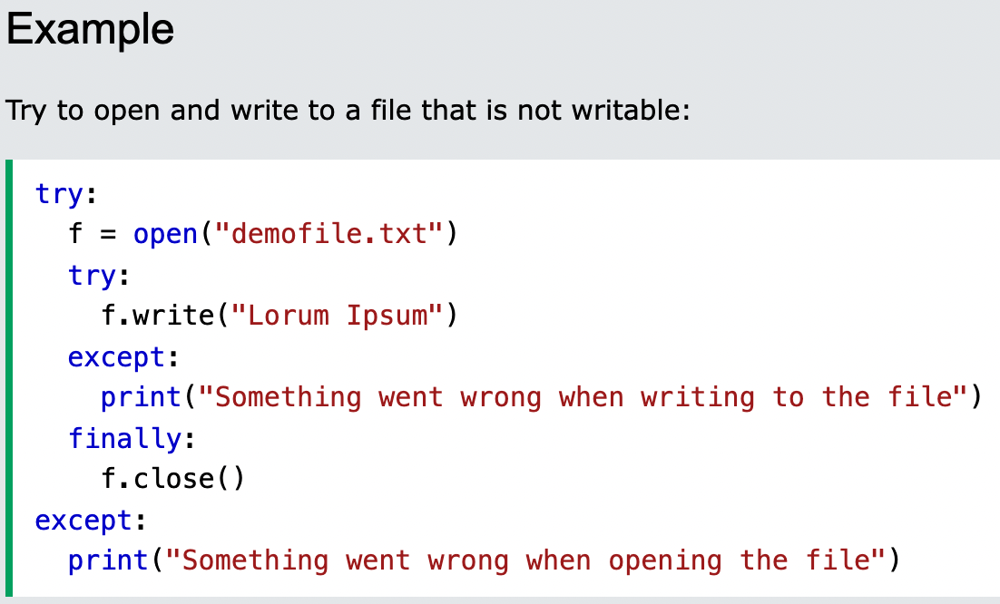 Example
Try to open and write to a file that is not writable:
try:
  f = open("demofile.txt")
  try:
    f.write("Lorum Ipsum")
  except:
    print("Something went wrong when writing to the file")
  finally:
    f.close()
except:
  print("Something went wrong when opening the file")